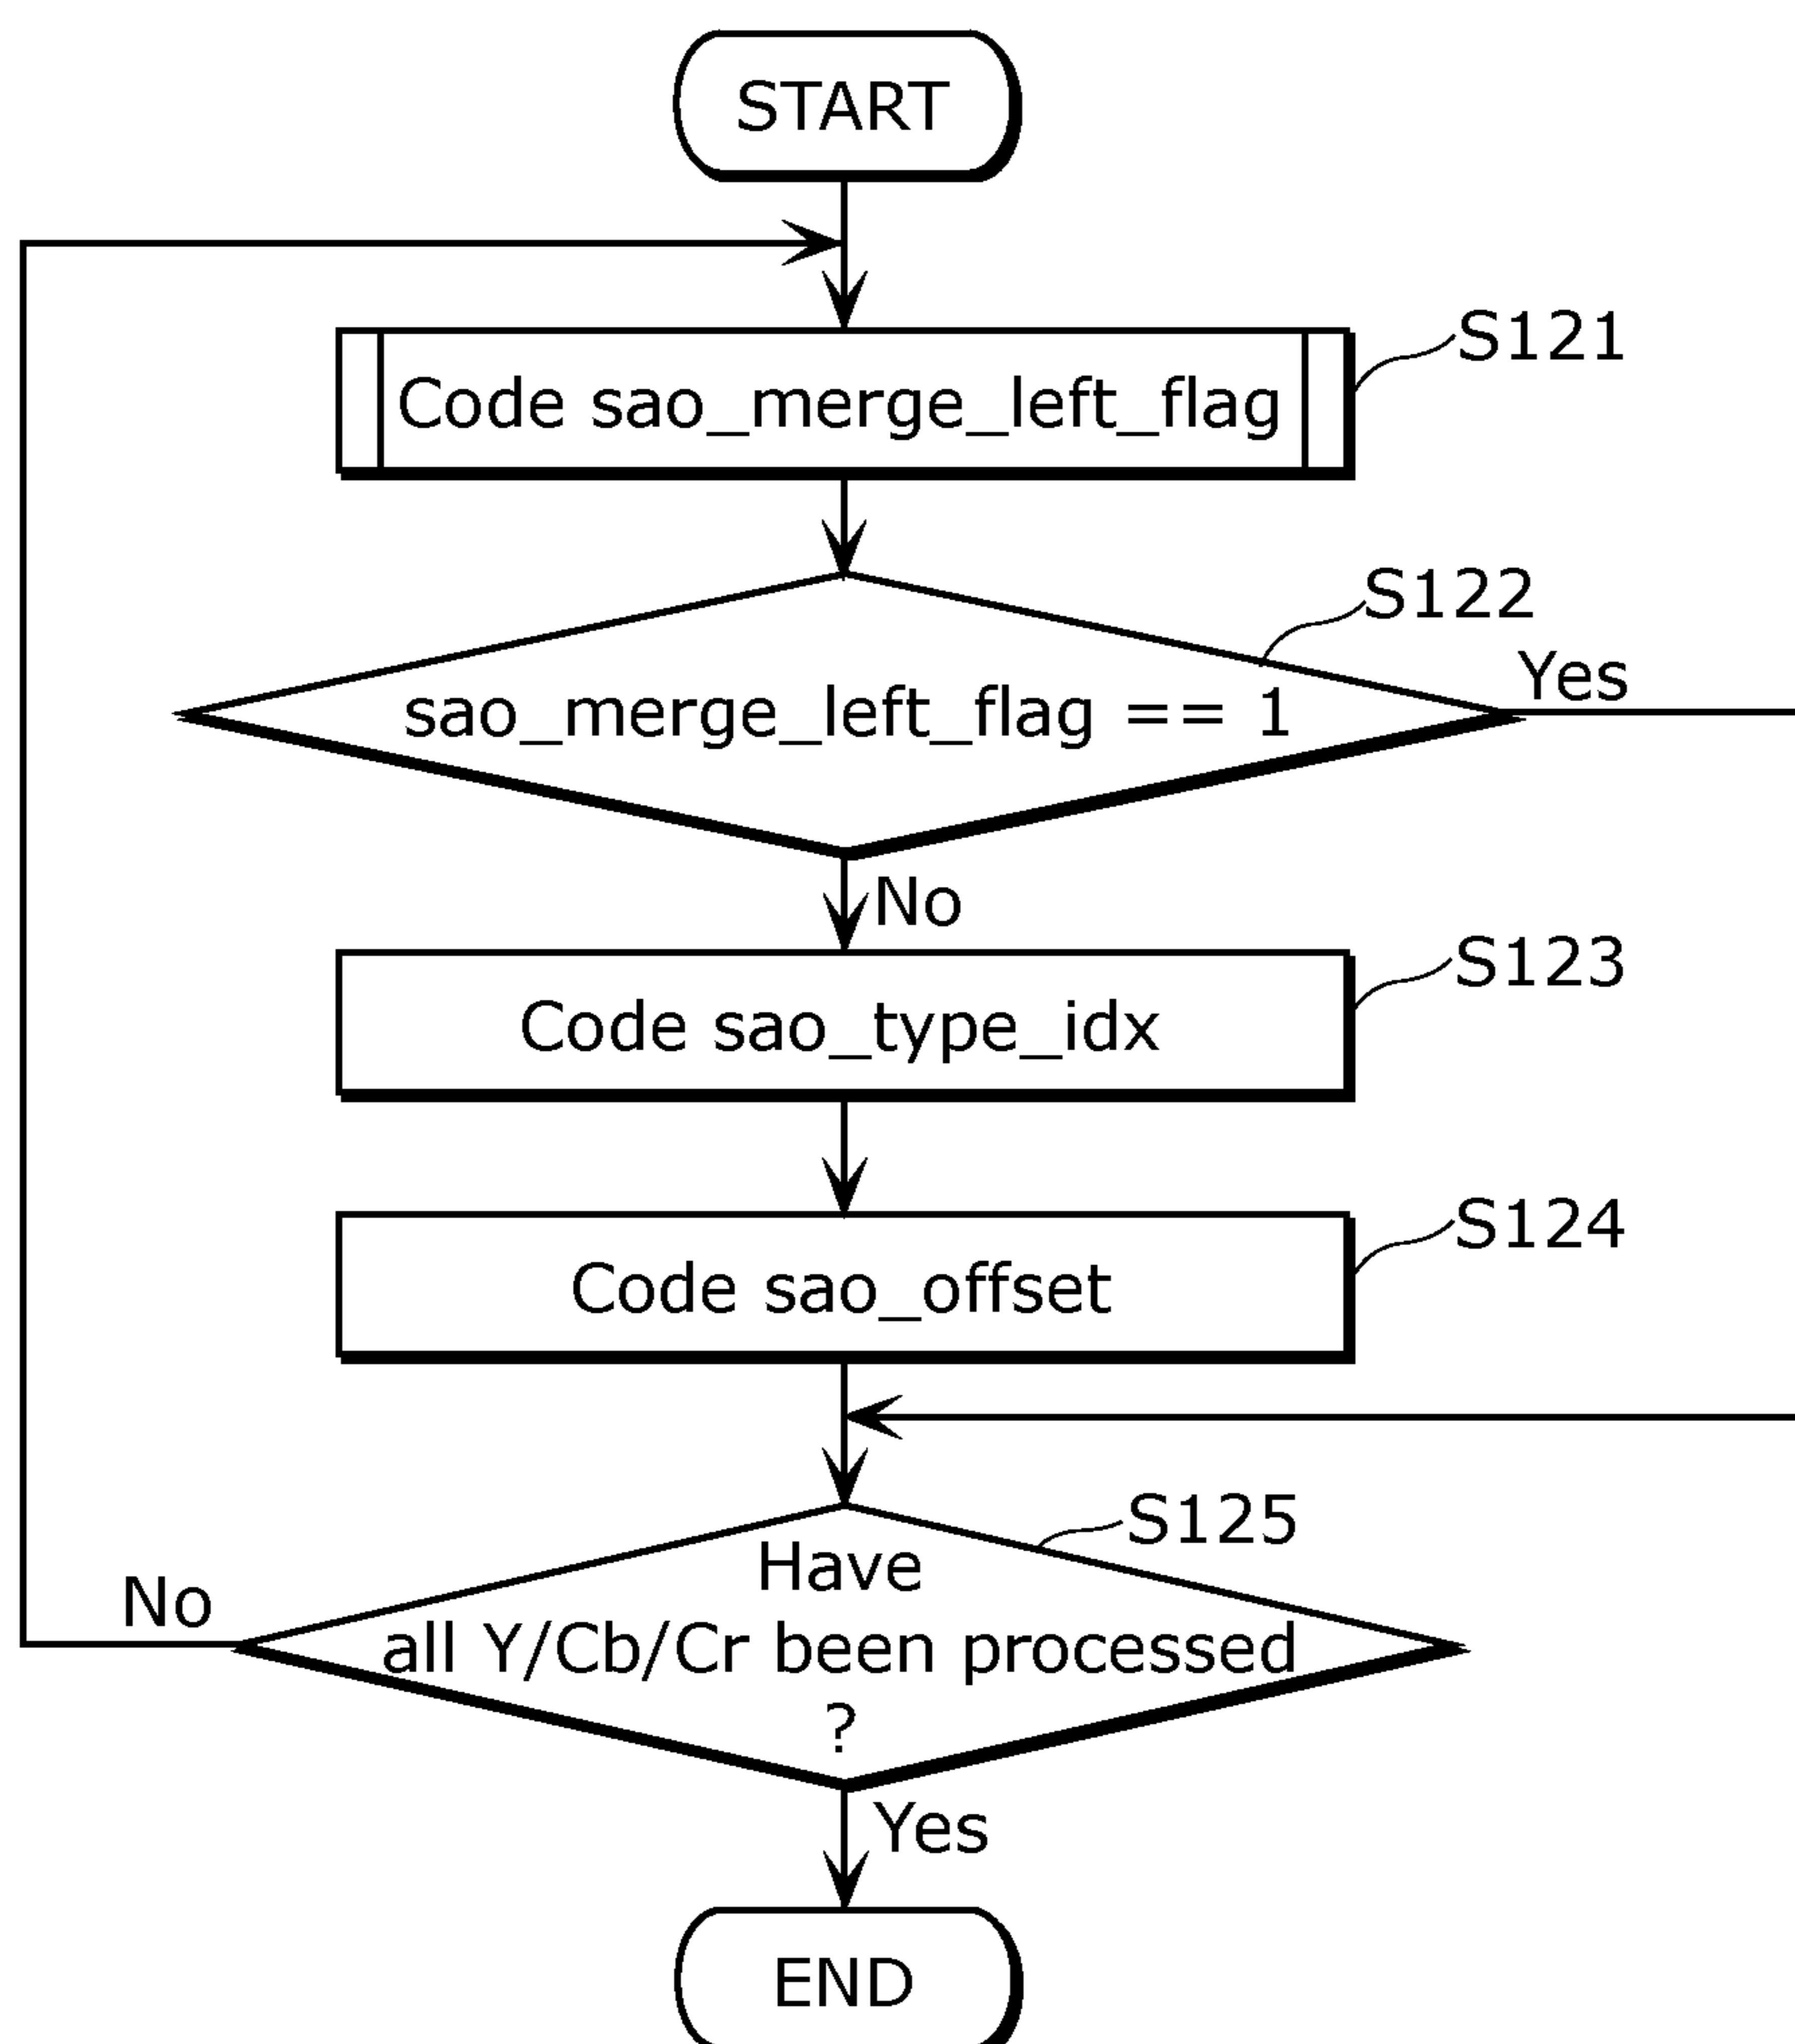 START
S121
Code sao_merge_left_flag
S122
Yes
sao_merge_left_flag == 1
No
S123
Code sao_type_idx
S124
Code sao_offset
S125
Have
all Y/Cb/Cr been processed
?
No
Yes
END